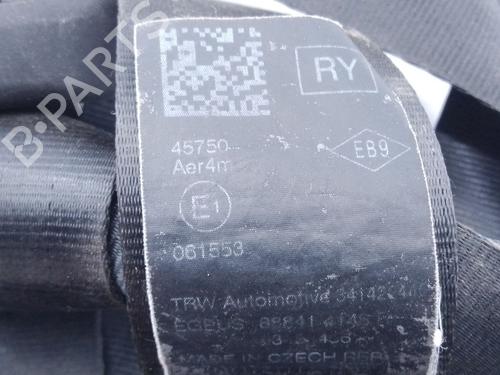 RY
45750
Aer4m
EB9
E1
061553
TRW Automotive
MADE IN CZECH REP
B-PARTS